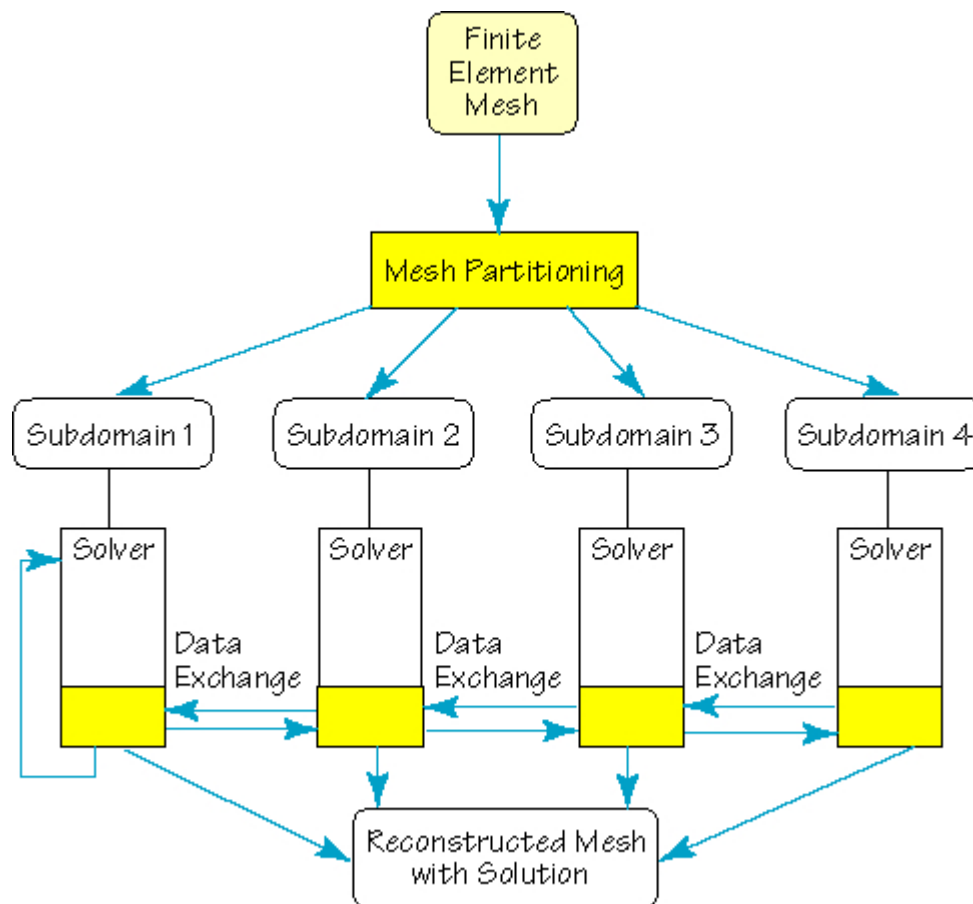 Finite
Element
Mesh
Mesh Partitioning
Subdomain 1
Subdomain 2
Subdomain 3
Subdomain 4
Solver
Solver
Solver
Solver
Data
Exchange
Data
Exchange
Data
Exchange
Reconstructed Mesh
with Solution